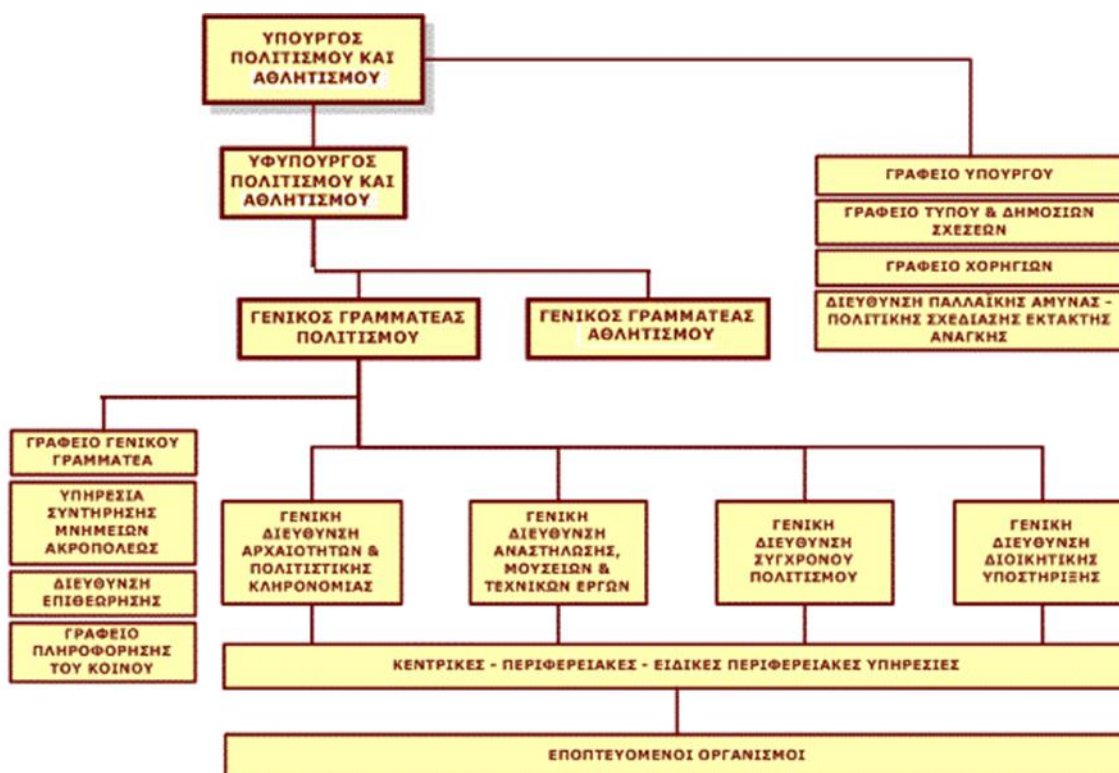 ΥΠΟΥΡΓΟΣ
ΠΟΛΙΤΙΣΜΟΥ ΚΑΙ
ΑΘΛΗΤΙΣΜΟΥ
ΥΦΥΠΟΥΡΓΟΣ
ΠΟΛΙΤΙΣΜΟΥ ΚΑΙ
ΑΘΛΗΤΙΣΜΟΥ
ΓΡΑΦΕΙΟ ΥΠΟΥΡΓΟΥ
ΓΡΑΦΕΙΟ ΤΥΠΟΥ & ΔΗΜΟΣΙΩΝ
ΣΧΕΣΕΩΝ
ΓΡΑΦΕΙΟ ΧΟΡΗΓΙΩΝ
ΔΙΕΥΘΥΝΣΗ ΠΑΛΛΑΪΚΗΣ ΑΜΥΝΑΣ –
ΠΟΛΙΤΙΚΗΣ ΣΧΕΔΙΑΣΗΣ ΕΚΤΑΚΤΗΣ
ΑΝΑΓΚΗΣ
ΓΕΝΙΚΟΣ ΓΡΑΜΜΑΤΕΑΣ
ΠΟΛΙΤΙΣΜΟΥ
ΓΕΝΙΚΟΣ ΓΡΑΜΜΑΤΕΑΣ
ΑΘΛΗΤΙΣΜΟΥ
ΓΡΑΦΕΙΟ ΓΕΝΙΚΟΥ
ΓΡΑΜΜΑΤΕΑ
ΥΠΗΡΕΣΙΑ
ΣΥΝΤΗΡΗΣΗΣ
ΜΝΗΜΕΙΩΝ
ΑΚΡΟΠΟΛΕΩΣ
ΔΙΕΥΘΥΝΣΗ
ΕΠΙΘΕΩΡΗΣΗΣ
ΓΡΑΦΕΙΟ
ΠΛΗΡΟΦΟΡΗΣΗΣ
ΤΟΥ ΚΟΙΝΟΥ
ΓΕΝΙΚΗ
ΔΙΕΥΘΥΝΣΗ
ΑΡΧΑΙΟΤΗΤΩΝ &
ΠΟΛΙΤΙΣΤΙΚΗΣ
ΚΛΗΡΟΝΟΜΙΑΣ
ΓΕΝΙΚΗ
ΔΙΕΥΘΥΝΣΗ
ΑΝΑΣΤΗΛΩΣΗΣ,
ΜΟΥΣΕΙΩΝ &
ΤΕΧΝΙΚΩΝ ΕΡΓΩΝ
ΓΕΝΙΚΗ
ΔΙΕΥΘΥΝΣΗ
ΣΥΓΧΡΟΝΟΥ
ΠΟΛΙΤΙΣΜΟΥ
ΓΕΝΙΚΗ
ΔΙΕΥΘΥΝΣΗ
ΔΙΟΙΚΗΤΙΚΗΣ
ΥΠΟΣΤΗΡΙΞΗΣ
ΚΕΝΤΡΙΚΕΣ – ΠΕΡΙΦΕΡΕΙΑΚΕΣ – ΕΙΔΙΚΕΣ ΠΕΡΙΦΕΡΕΙΑΚΕΣ ΥΠΗΡΕΣΙΕΣ
ΕΠΟΠΤΕΥΟΜΕΝΟΙ ΟΡΓΑΝΙΣΜΟΙ